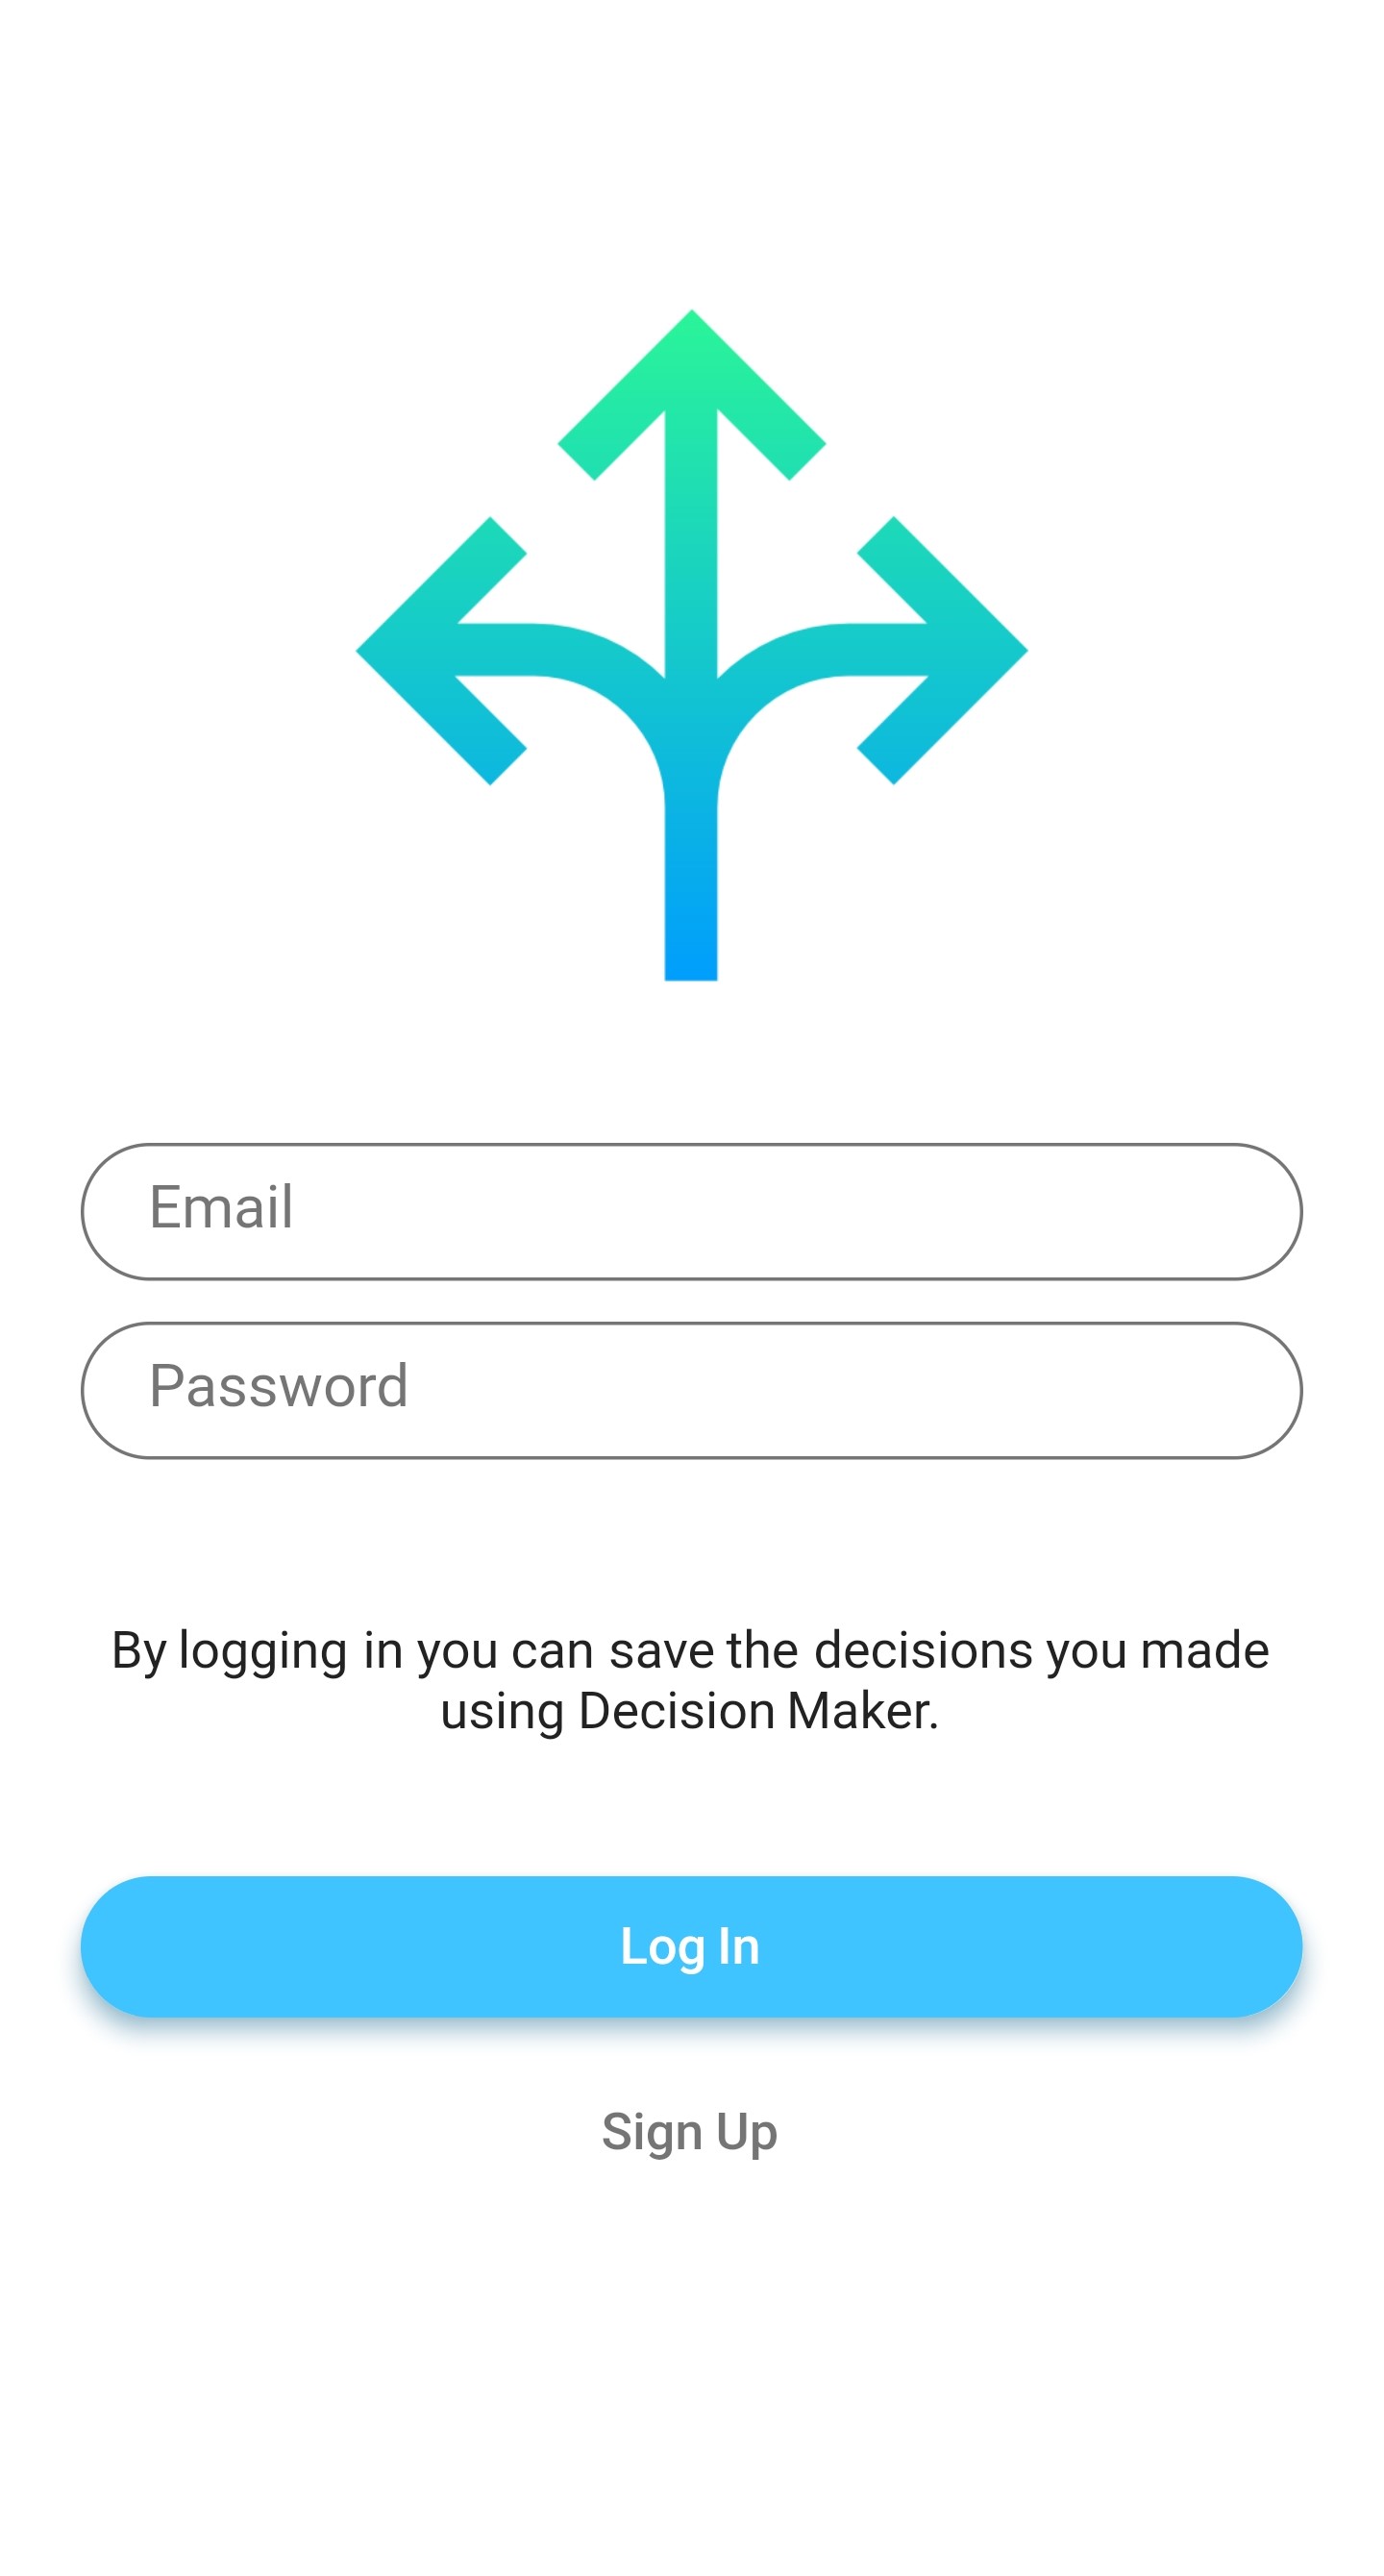 Email
Password
By logging in you can save the decisions you made
using Decision Maker.
Log In
Sign Up